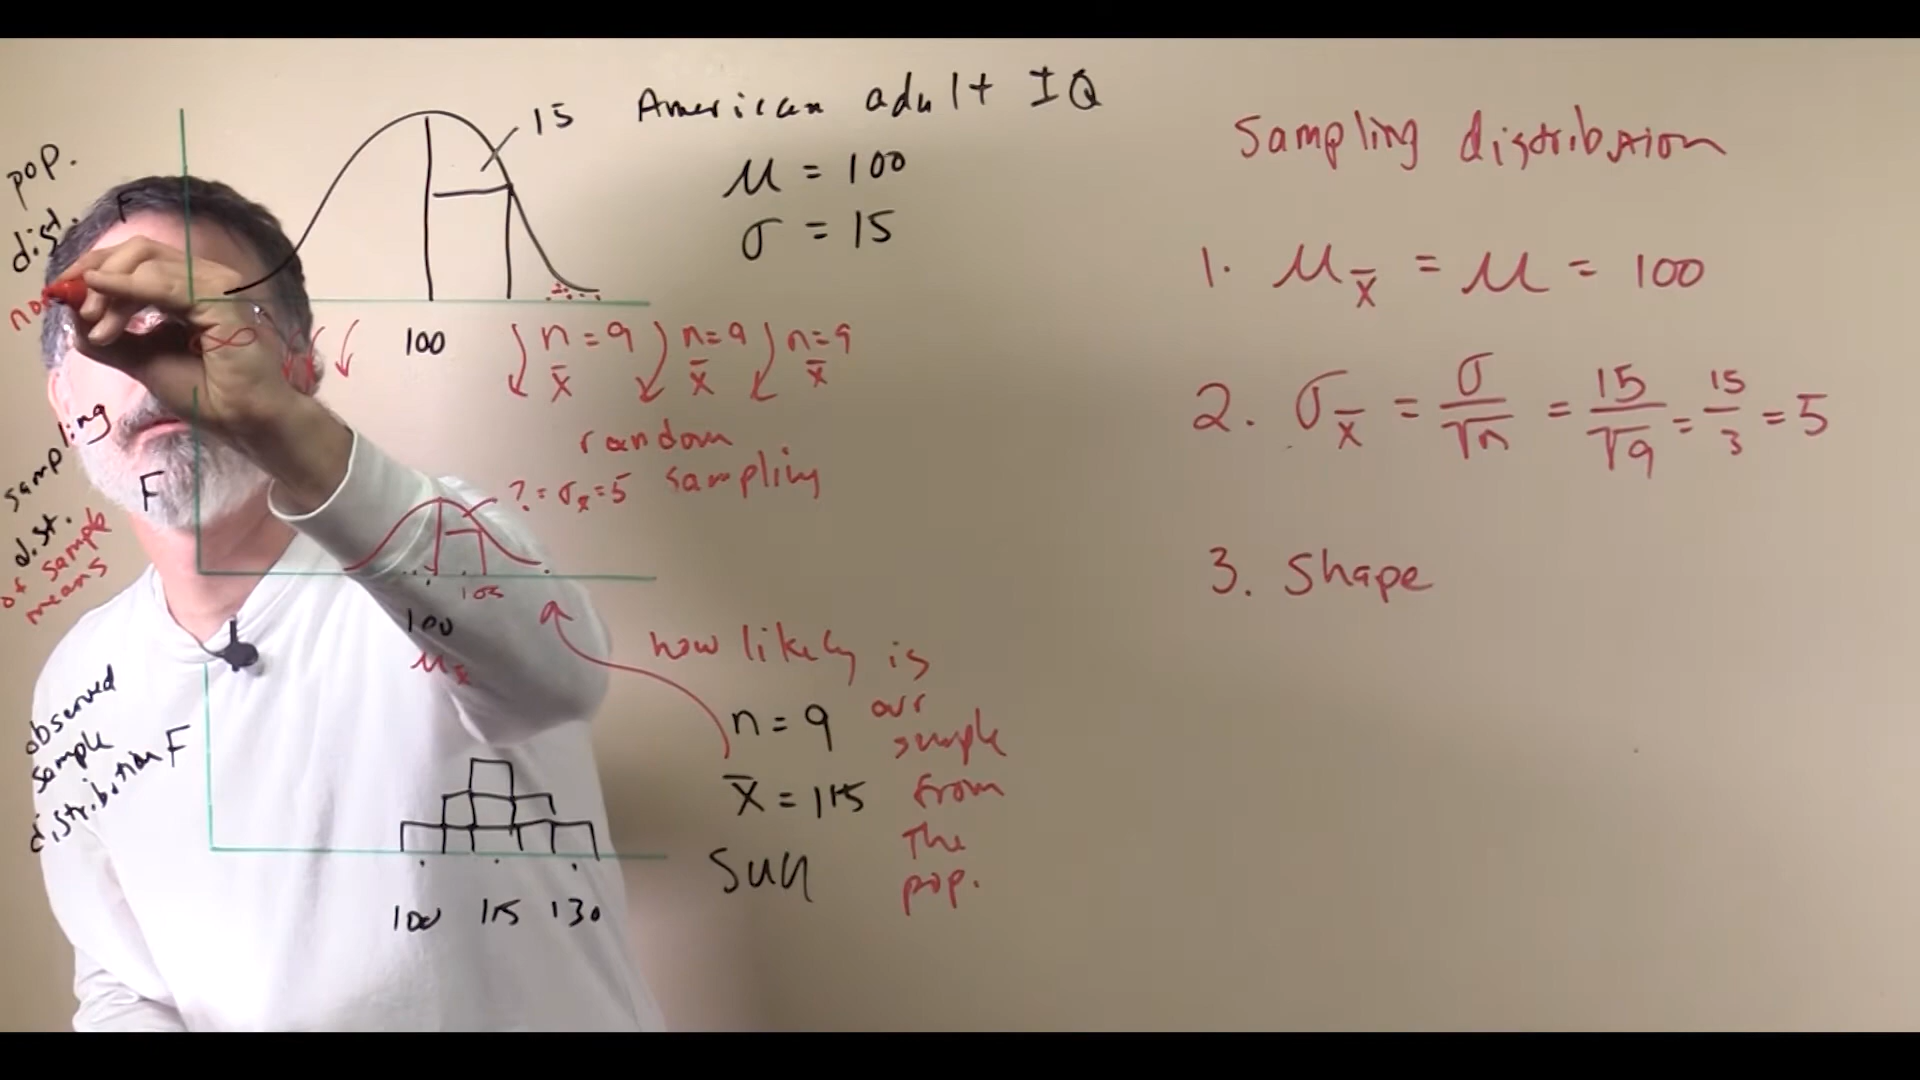 pop.
dist.
F
15
American adult IQ
μ = 100
σ = 15
100
∞
n = 9
x̄
n = 9
x̄
n = 9
x̄
random
sampling
sampling
dist.
of sample
means
F
? = σx̄ = 5
105
100
μx̄
how likely is
our
sample
from
the
pop.
n = 9
x̄ = 115
observed
sample
distribution F
100 115 130
Sampling distribution
1. μx̄ = μ = 100
2. σx̄ = σ/√n = 15/√9 = 15/3 = 5
3. Shape